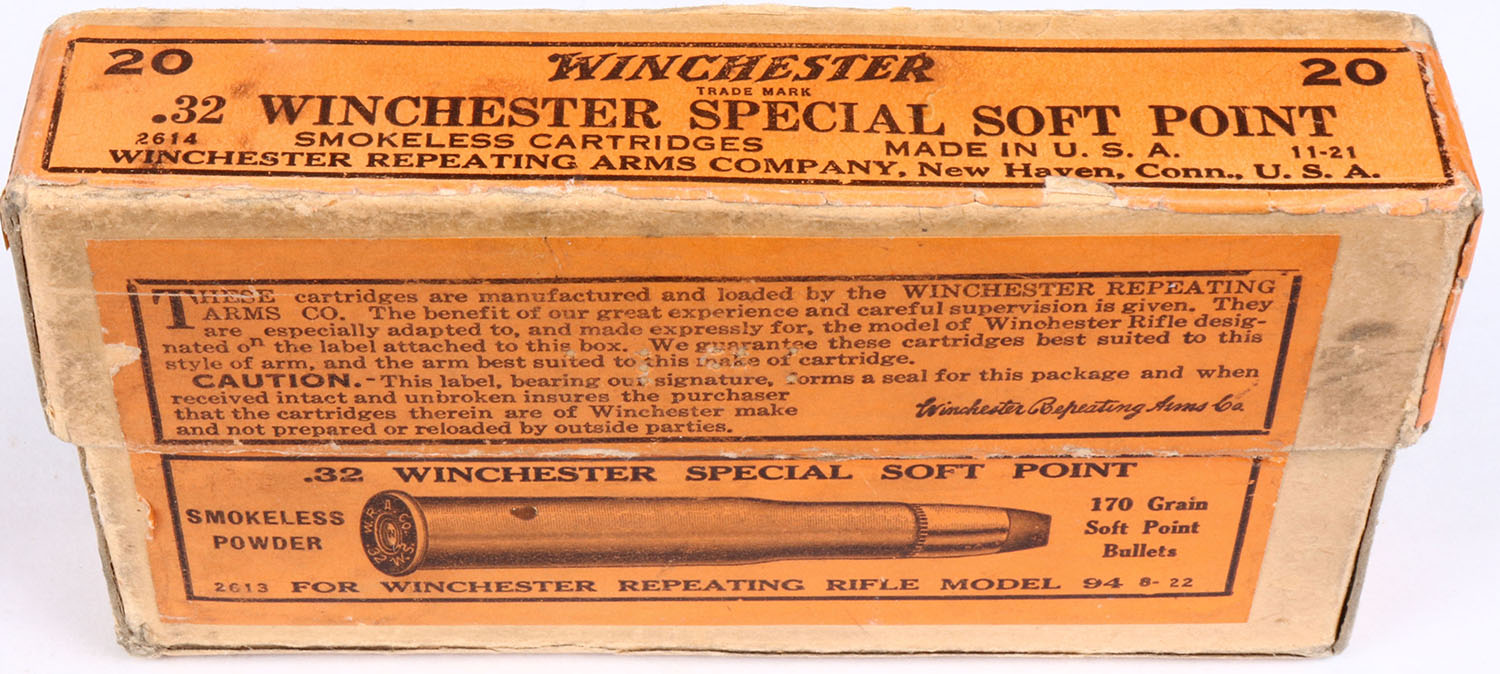 20 WINCHESTER 20
TRADE MARK
.32 WINCHESTER SPECIAL SOFT POINT
2614 SMOKELESS CARTRIDGES MADE IN U. S. A. 11-21
WINCHESTER REPEATING ARMS COMPANY, New Haven, Conn., U. S. A.
THESE cartridges are manufactured and loaded by the WINCHESTER REPEATING
ARMS CO. The benefit of our great experience and careful supervision is given. They
are especially adapted to, and made expressly for, the model of Winchester Rifle desig-
nated on the label attached to this box. We guarantee these cartridges best suited to this
style of arm, and the arm best suited to this make of cartridge.
CAUTION.-This label, bearing our signature, forms a seal for this package and when
received intact and unbroken insures the purchaser
that the cartridges therein are of Winchester make
and not prepared or reloaded by outside parties.
Winchester Repeating Arms Co
.32 WINCHESTER SPECIAL SOFT POINT
SMOKELESS
POWDER
W.R.A.Co.
32 W.S.
170 Grain
Soft Point
Bullets
2613 FOR WINCHESTER REPEATING RIFLE MODEL 94 8-22